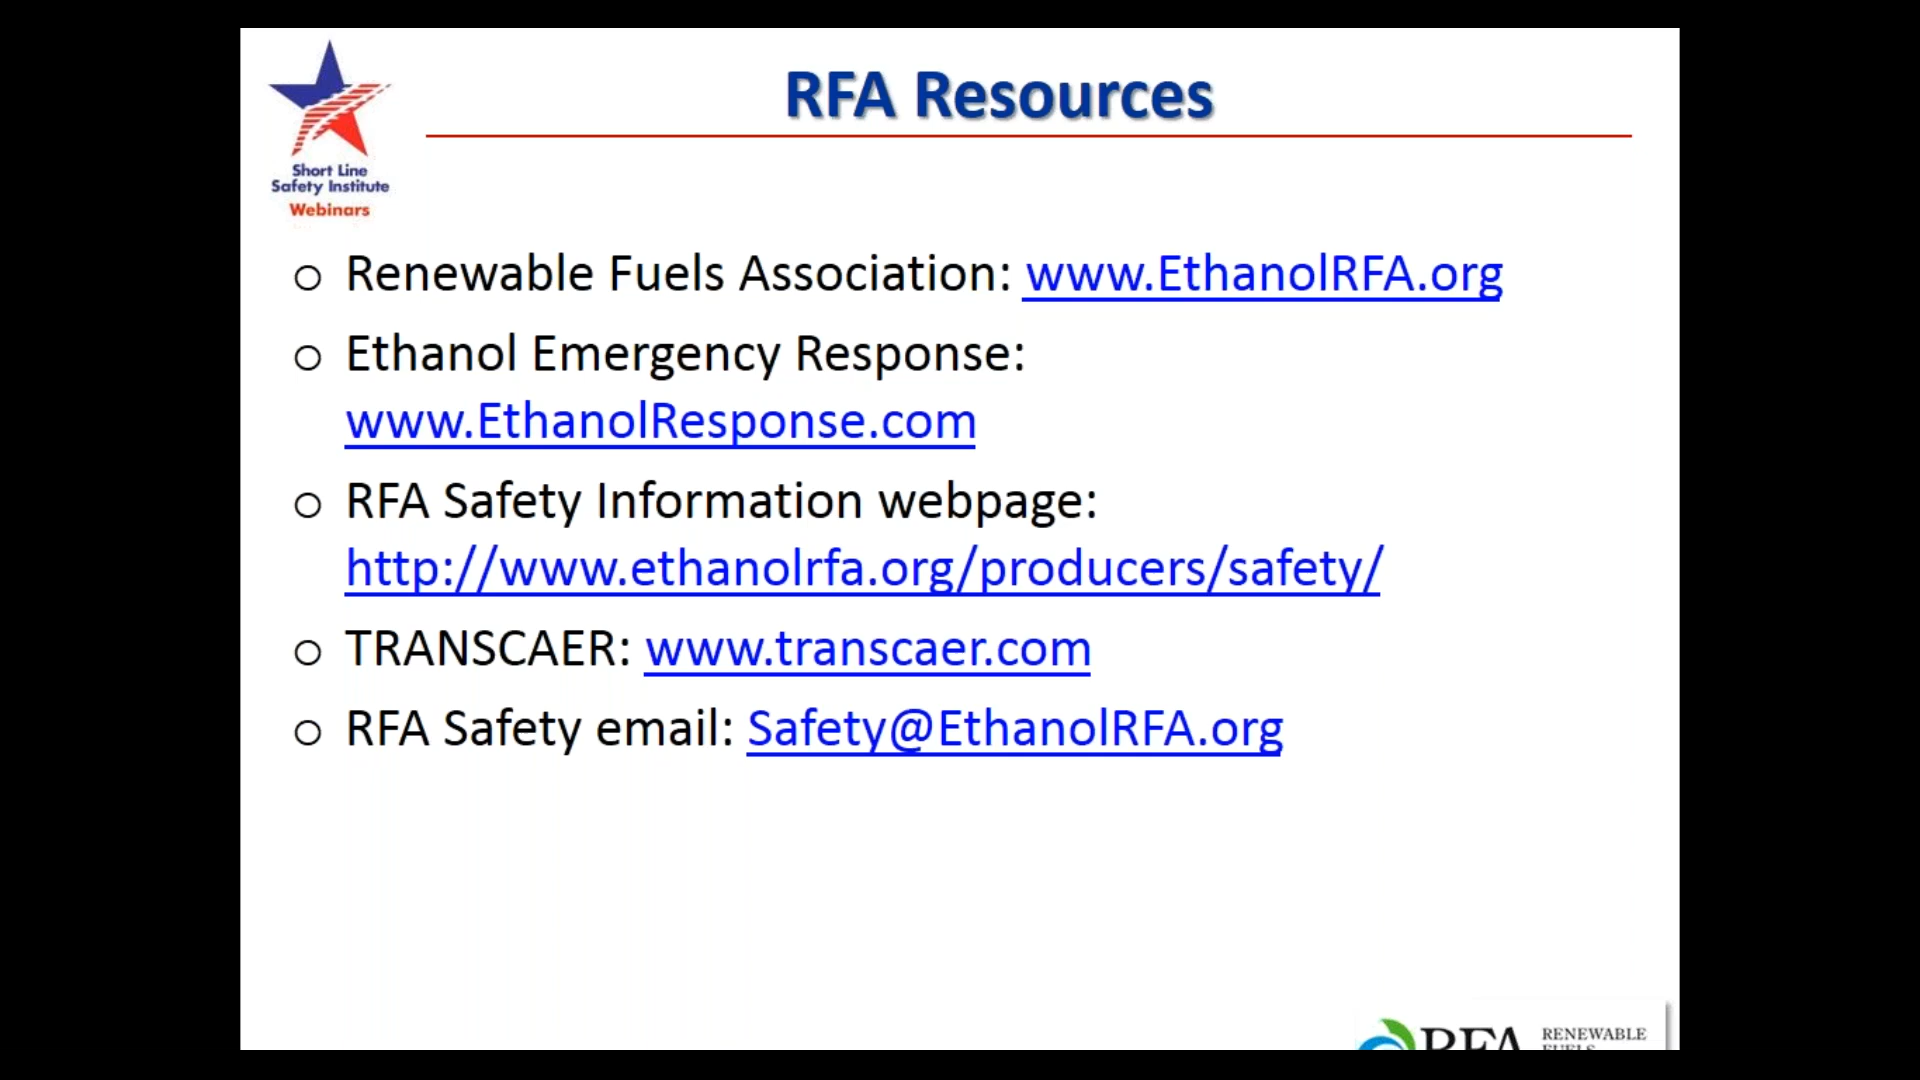 RFA Resources
Short Line
Safety Institute
Webinars
o Renewable Fuels Association: www.EthanolRFA.org
o Ethanol Emergency Response:
www.EthanolResponse.com
o RFA Safety Information webpage:
http://www.ethanolrfa.org/producers/safety/
o TRANSCAER: www.transcaer.com
o RFA Safety email: Safety@EthanolRFA.org
RFA RENEWABLE
FUELS